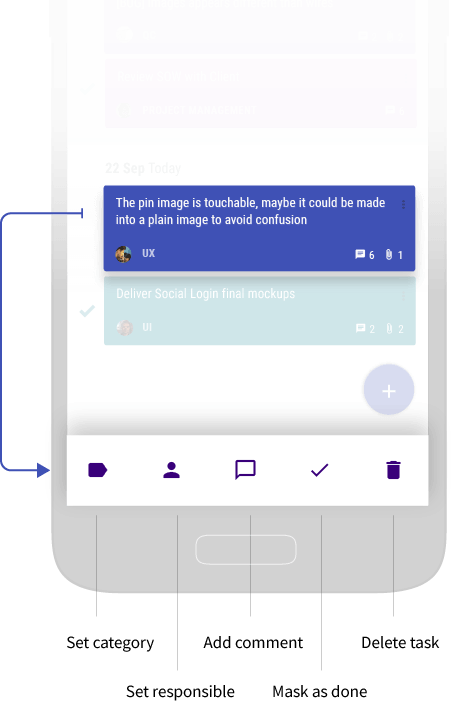 22 Sep Today
The pin image is touchable, maybe it could be made
into a plain image to avoid confusion
UX
6
1
Deliver Social Login final mockups
UI
2
2
Set category
Add comment
Delete task
Set responsible
Mask as done